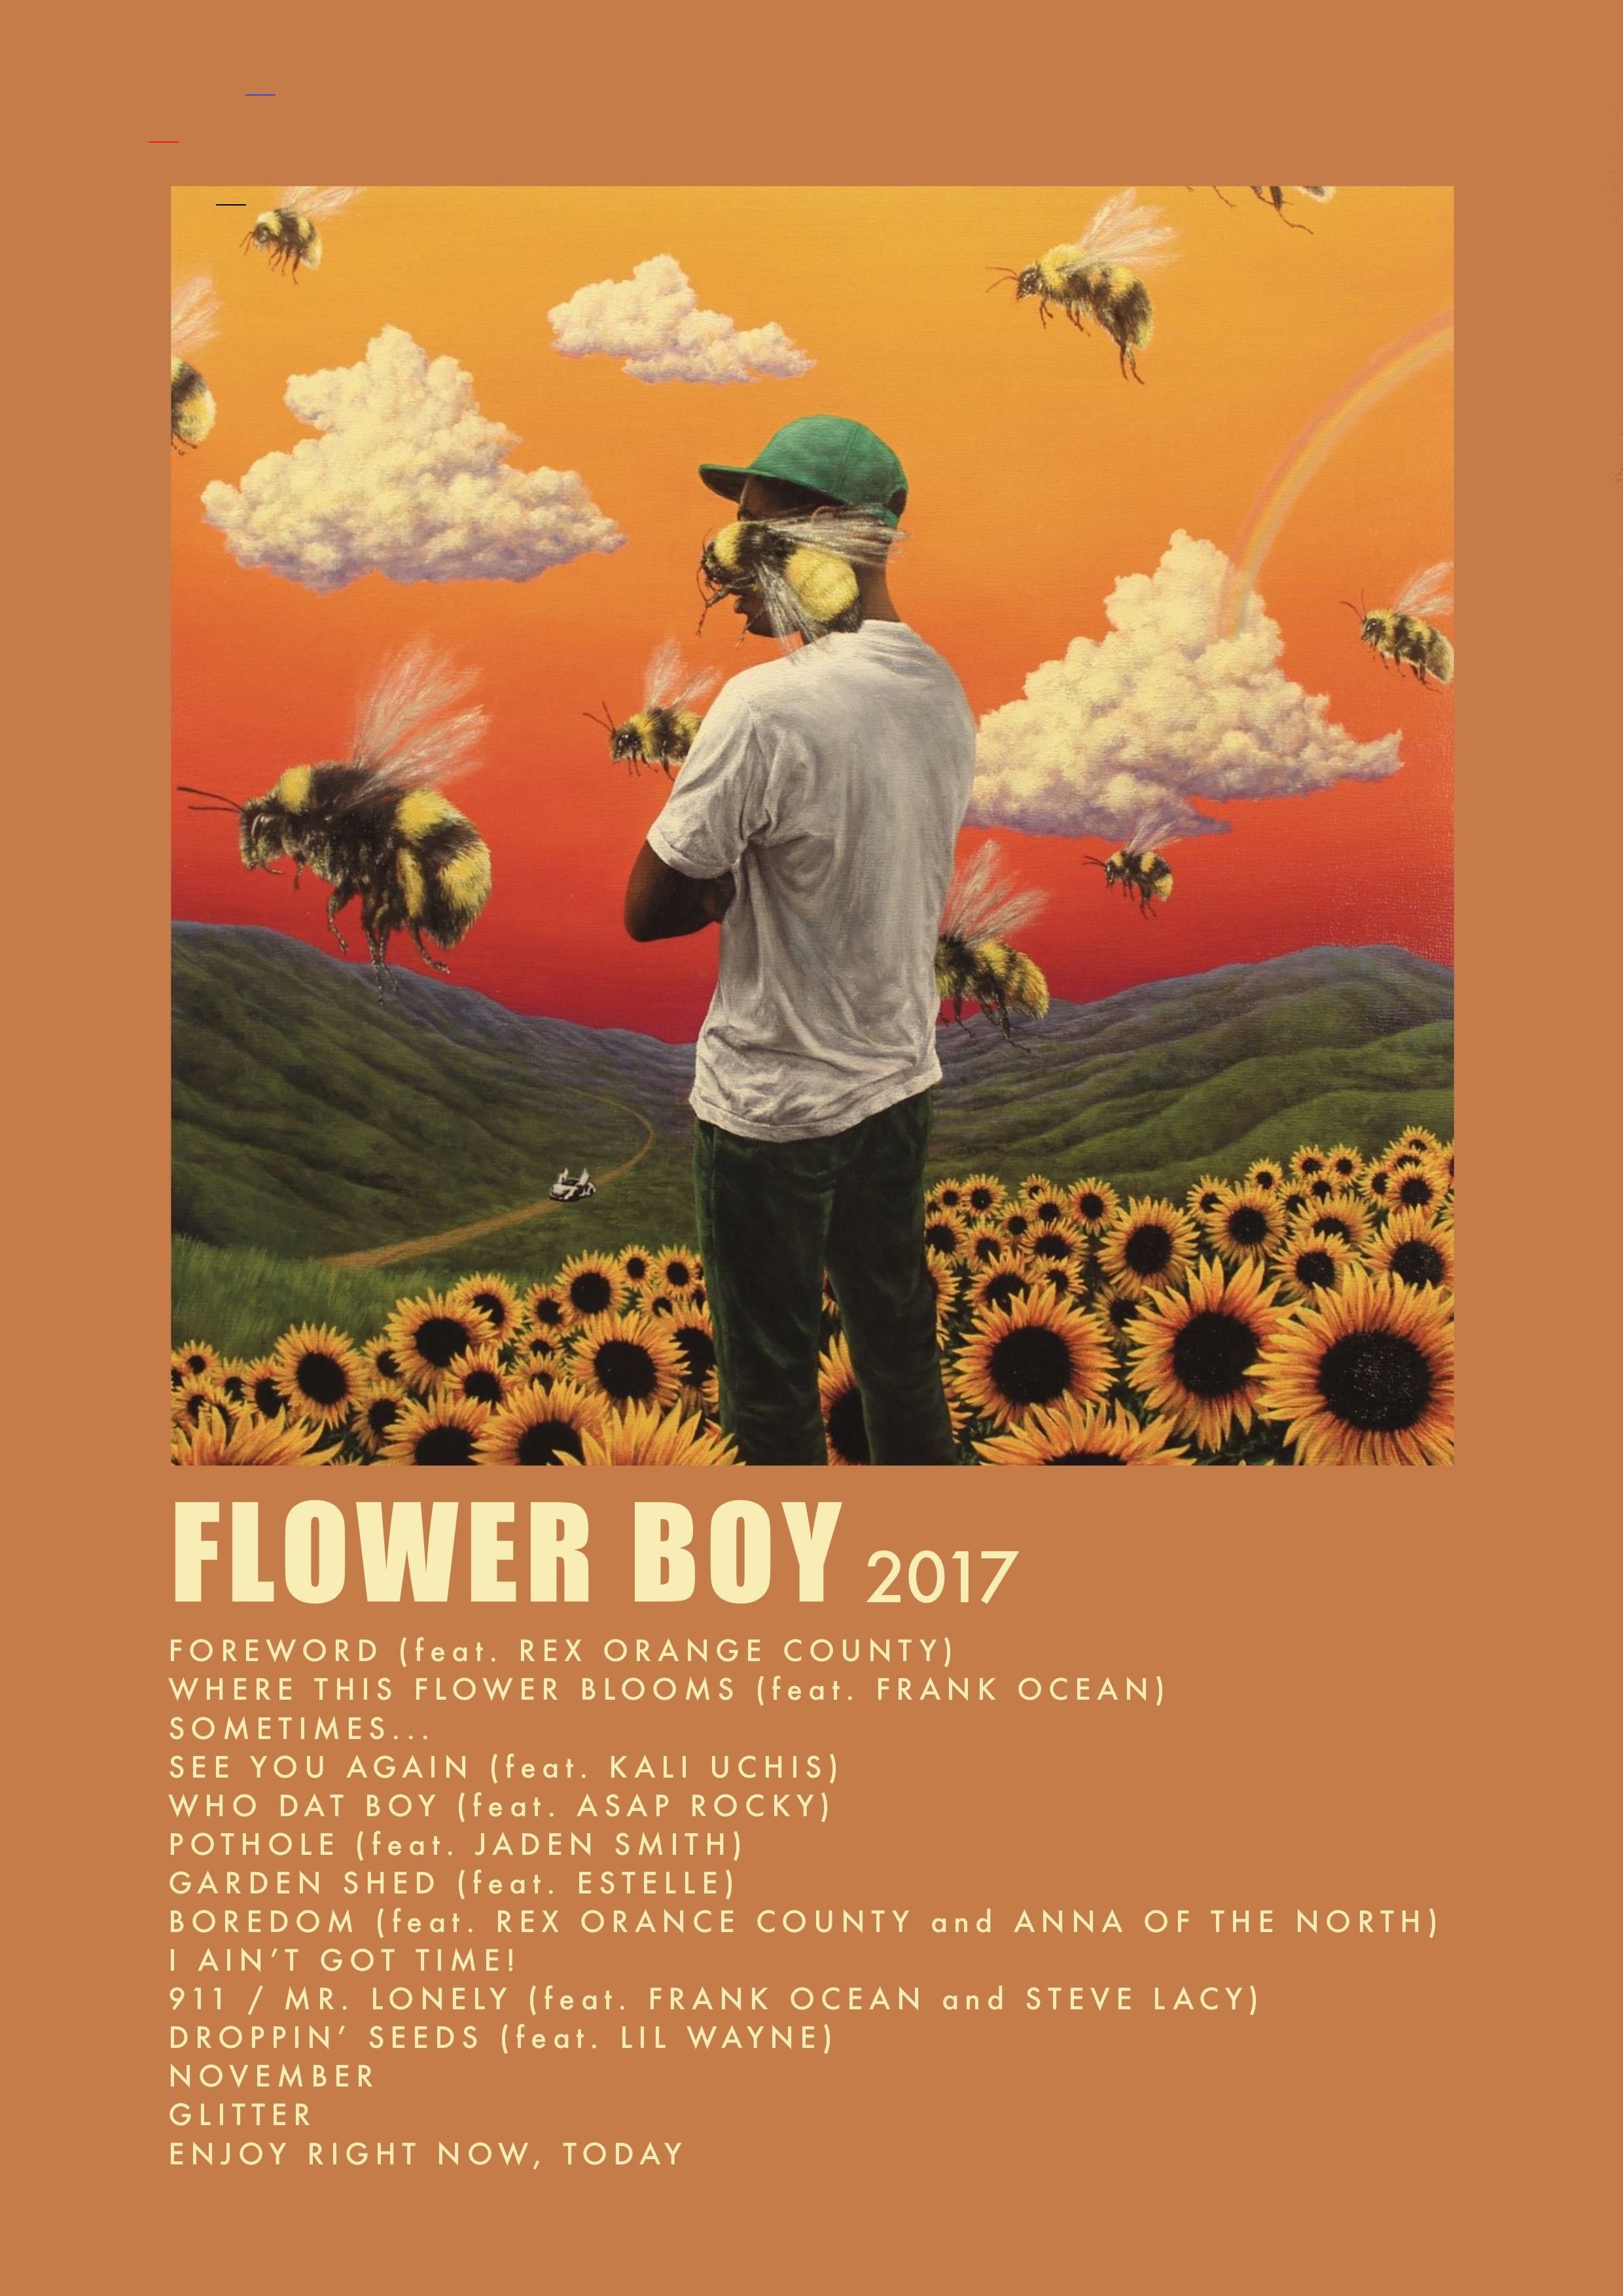 FLOWER BOY 2017
FOREWORD (feat. REX ORANGE COUNTY)
WHERE THIS FLOWER BLOOMS (feat. FRANK OCEAN)
SOMETIMES...
SEE YOU AGAIN (feat. KALI UCHIS)
WHO DAT BOY (feat. ASAP ROCKY)
POTHOLE (feat. JADEN SMITH)
GARDEN SHED (feat. ESTELLE)
BOREDOM (feat. REX ORANCE COUNTY and ANNA OF THE NORTH)
I AIN’T GOT TIME!
911 / MR. LONELY (feat. FRANK OCEAN and STEVE LACY)
DROPPIN’ SEEDS (feat. LIL WAYNE)
NOVEMBER
GLITTER
ENJOY RIGHT NOW, TODAY